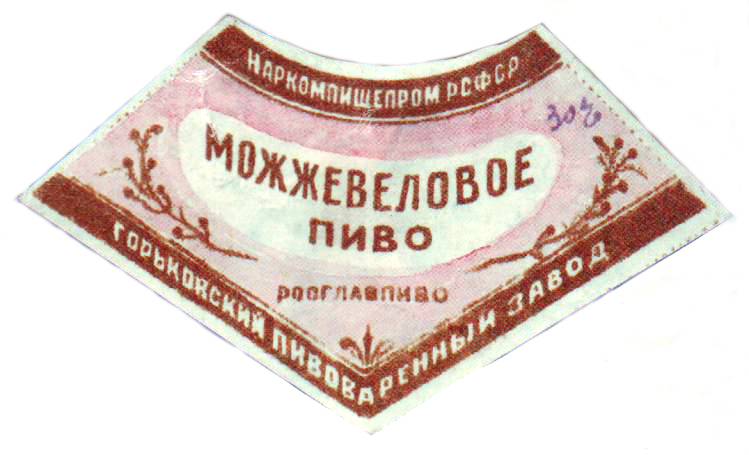 НАРКОМПИЩЕПРОМ РСФСР
МОЖЖЕВЕЛОВОЕ
ПИВО
РОСГЛАВПИВО
ГОРЬКОВСКИЙ ПИВОВАРЕННЫЙ ЗАВОД